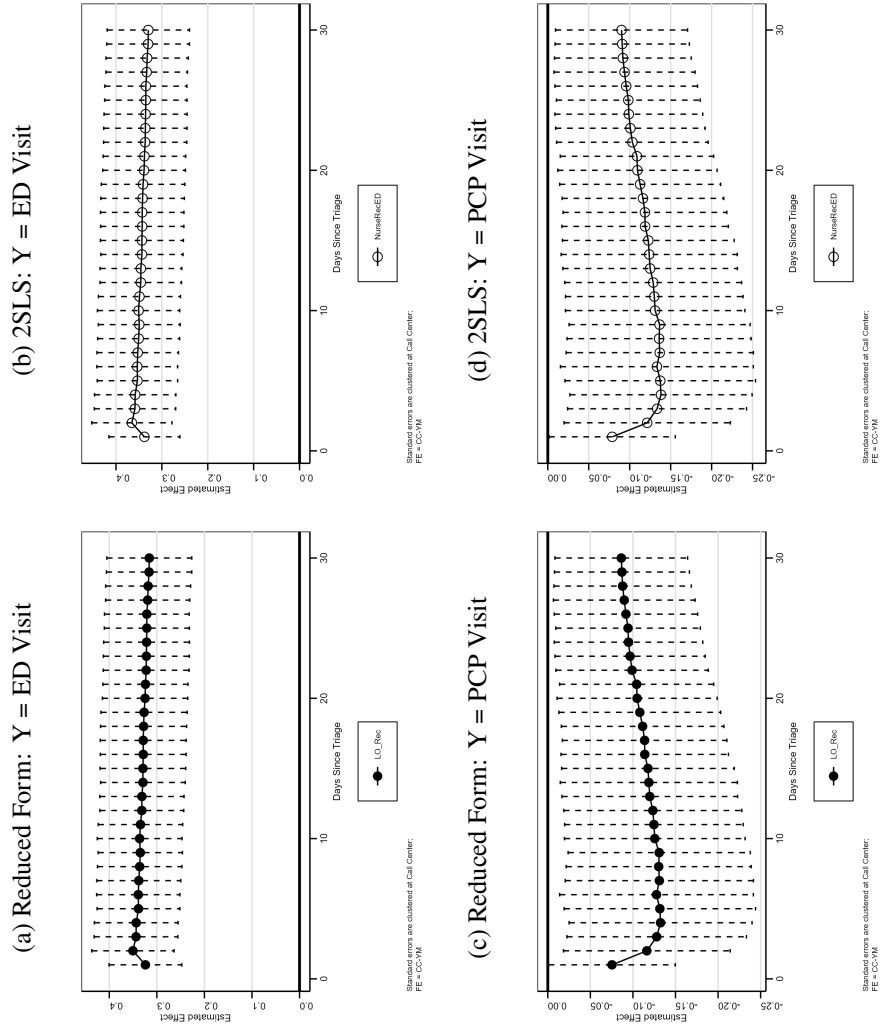 (a) Reduced Form: Y = ED Visit
0.4
0.3
0.2
0.1
0.0
Estimated Effect
0 10 20 30
Days Since Triage
LO_Rec
Standard errors are clustered at Call Center;
FE = CC-YM
(b) 2SLS: Y = ED Visit
0.4
0.3
0.2
0.1
0.0
Estimated Effect
0 10 20 30
Days Since Triage
NurseRecED
Standard errors are clustered at Call Center;
FE = CC-YM
(c) Reduced Form: Y = PCP Visit
0.00
-0.05
-0.10
-0.15
-0.20
-0.25
Estimated Effect
0 10 20 30
Days Since Triage
LO_Rec
Standard errors are clustered at Call Center;
FE = CC-YM
(d) 2SLS: Y = PCP Visit
0.00
-0.05
-0.10
-0.15
-0.20
-0.25
Estimated Effect
0 10 20 30
Days Since Triage
NurseRecED
Standard errors are clustered at Call Center;
FE = CC-YM